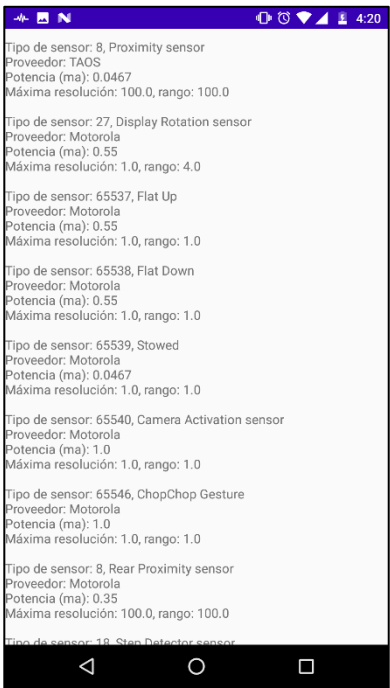 4:20
Tipo de sensor: 8, Proximity sensor
Proveedor: TAOS
Potencia (ma): 0.0467
Máxima resolución: 100.0, rango: 100.0
Tipo de sensor: 27, Display Rotation sensor
Proveedor: Motorola
Potencia (ma): 0.55
Máxima resolución: 1.0, rango: 4.0
Tipo de sensor: 65537, Flat Up
Proveedor: Motorola
Potencia (ma): 0.55
Máxima resolución: 1.0, rango: 1.0
Tipo de sensor: 65538, Flat Down
Proveedor: Motorola
Potencia (ma): 0.55
Máxima resolución: 1.0, rango: 1.0
Tipo de sensor: 65539, Stowed
Proveedor: Motorola
Potencia (ma): 0.0467
Máxima resolución: 1.0, rango: 1.0
Tipo de sensor: 65540, Camera Activation sensor
Proveedor: Motorola
Potencia (ma): 1.0
Máxima resolución: 1.0, rango: 1.0
Tipo de sensor: 65546, ChopChop Gesture
Proveedor: Motorola
Potencia (ma): 1.0
Máxima resolución: 1.0, rango: 1.0
Tipo de sensor: 8, Rear Proximity sensor
Proveedor: Motorola
Potencia (ma): 0.35
Máxima resolución: 100.0, rango: 100.0
Tipo de sensor: 18, Step Detector sensor